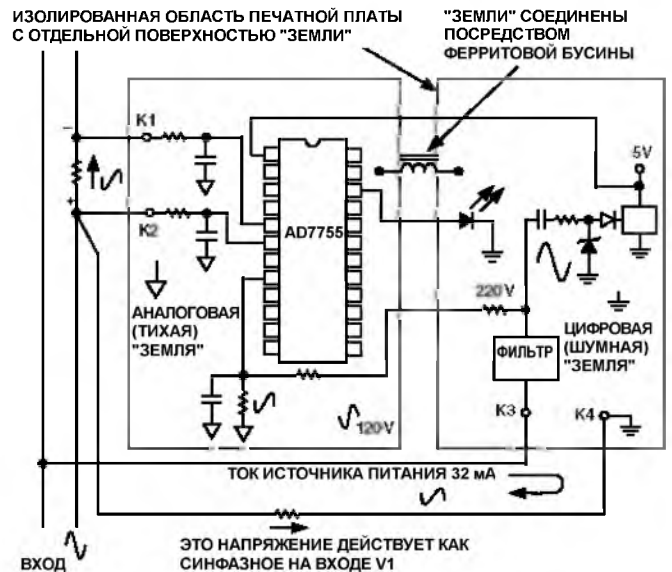 ИЗОЛИРОВАННАЯ ОБЛАСТЬ ПЕЧАТНОЙ ПЛАТЫ
С ОТДЕЛЬНОЙ ПОВЕРХНОСТЬЮ "ЗЕМЛИ"
"ЗЕМЛИ" СОЕДИНЕНЫ
ПОСРЕДСТВОМ
ФЕРРИТОВОЙ БУСИНЫ
K1
5V
–
+
K2
AD7755
АНАЛОГОВАЯ
(ТИХАЯ)
"ЗЕМЛЯ"
220V
ЦИФРОВАЯ
(ШУМНАЯ)
"ЗЕМЛЯ"
ФИЛЬТР
120V
K3
K4
ТОК ИСТОЧНИКА ПИТАНИЯ 32 мА
ВХОД
ЭТО НАПРЯЖЕНИЕ ДЕЙСТВУЕТ КАК
СИНФАЗНОЕ НА ВХОДЕ V1